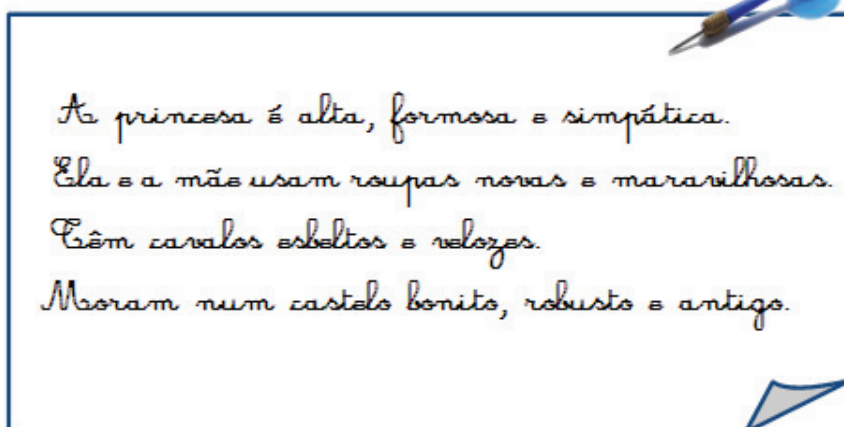 A princesa é alta, formosa e simpática.
Ela e a mãe usam roupas novas e maravilhosas.
Têm cavalos esbeltos e velozes.
Moram num castelo bonito, robusto e antigo.